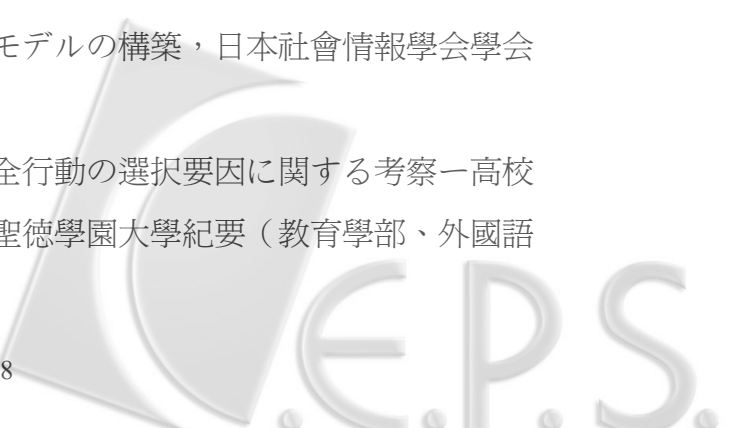 モデルの構築，日本社會情報學会學会
全行動の選択要因に関する考察ー高校
聖徳學園大學紀要（教育學部、外國語
8
C.E.P.S.